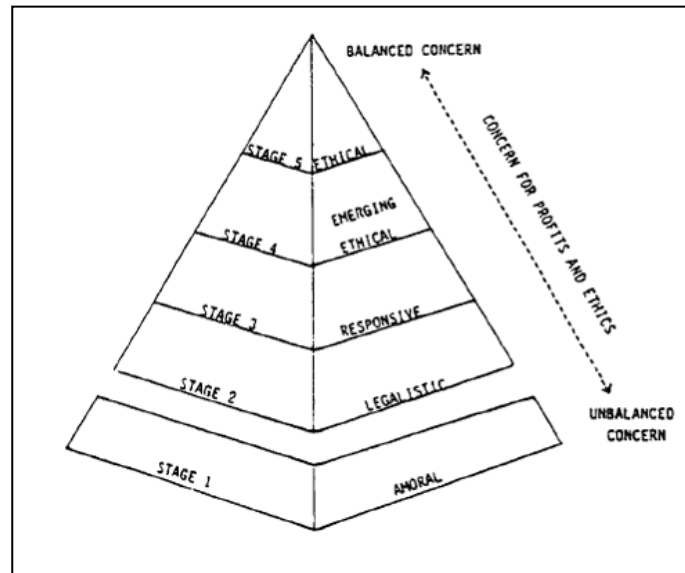 BALANCED CONCERN
CONCERN FOR PROFITS AND ETHICS
STAGE 5 ETHICAL
EMERGING
STAGE 4 ETHICAL
STAGE 3 RESPONSIVE
STAGE 2 LEGALISTIC
UNBALANCED
CONCERN
STAGE 1 AMORAL